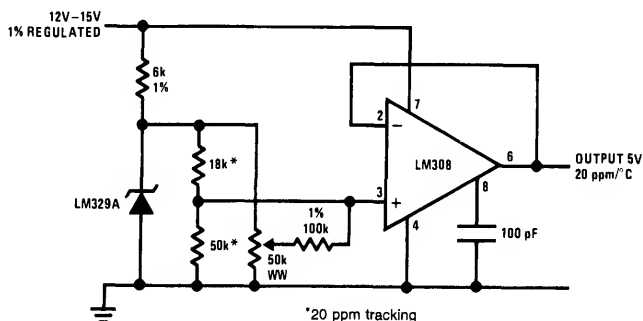 12V–15V
1% REGULATED
6k
1%
2
7
–
LM308
6
OUTPUT 5V
20 ppm/°C
18k*
LM329A
3
+
8
1%
100k
4
100 pF
50k*
50k
WW
*20 ppm tracking